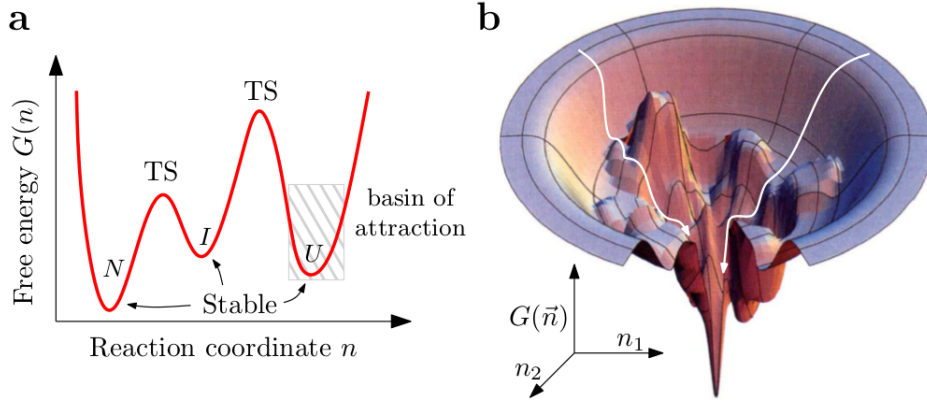 a
Free energy G(n)
TS
TS
N
I
U
basin of
attraction
Stable
Reaction coordinate n
b
G(n⃗)
n₁
n₂